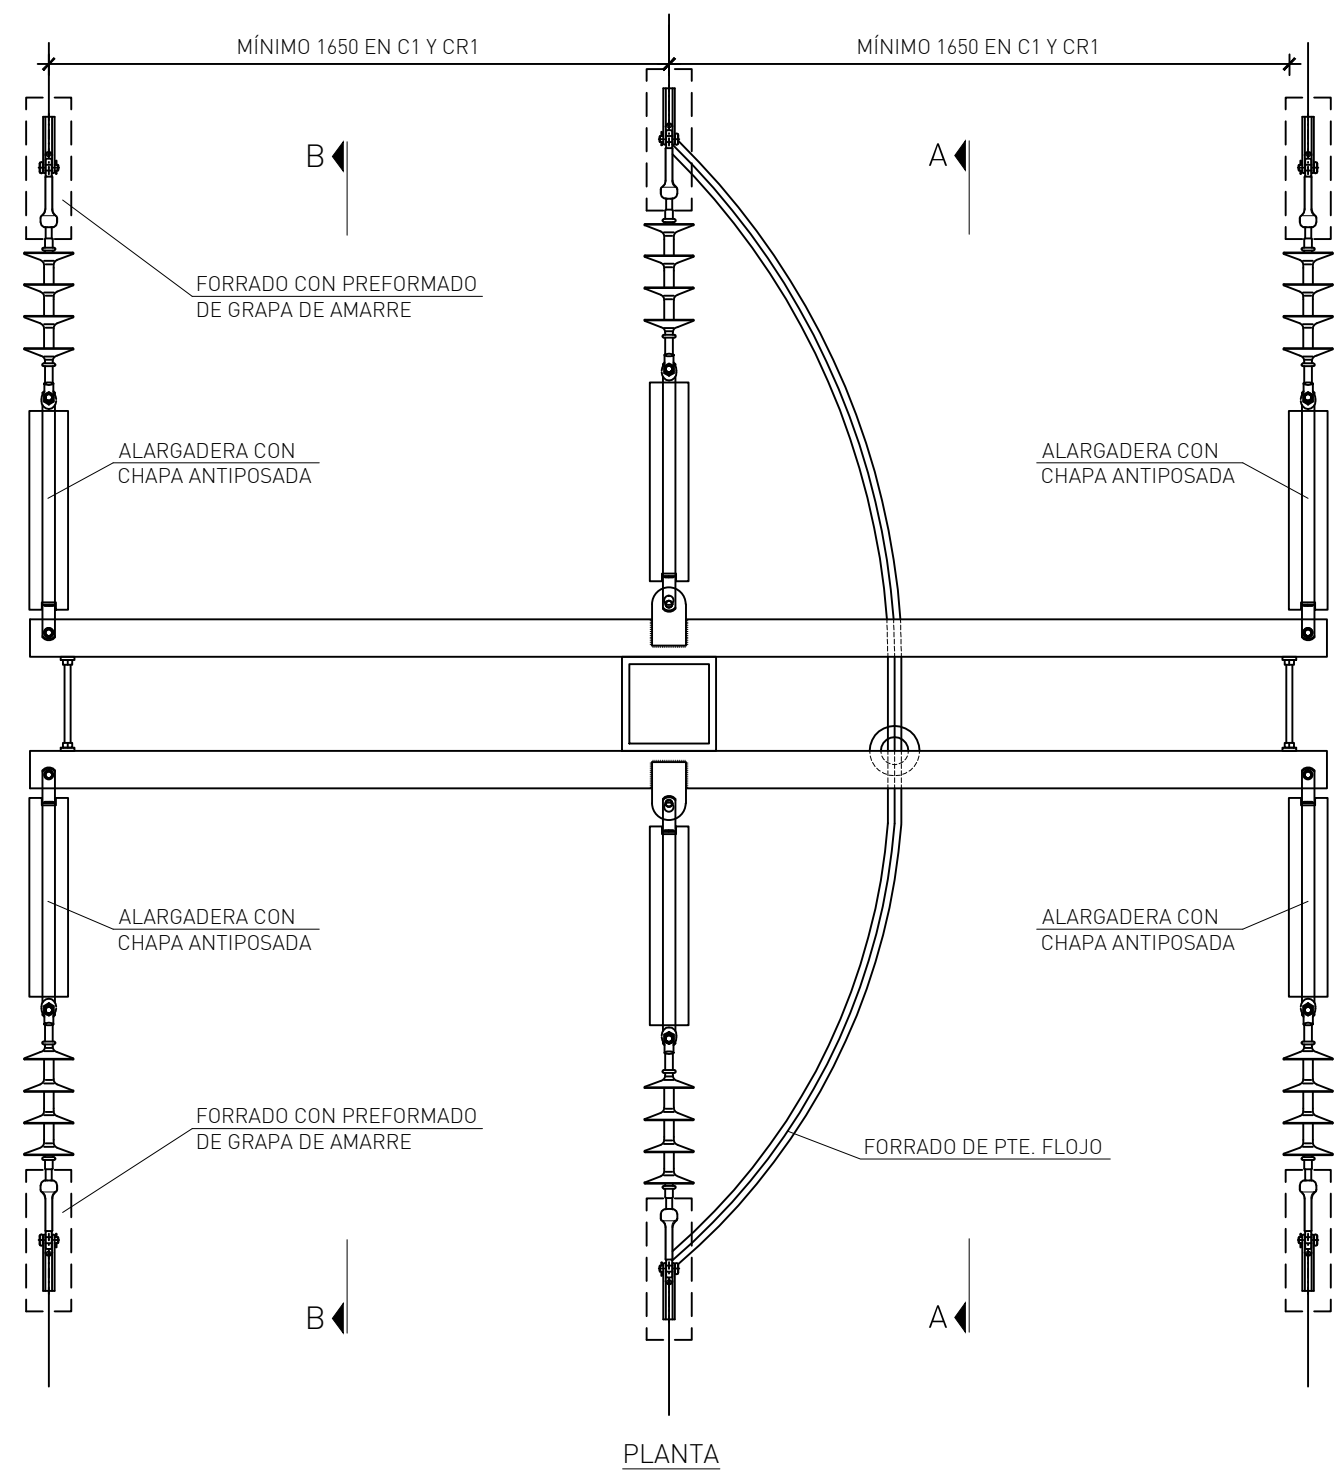 MÍNIMO 1650 EN C1 Y CR1
MÍNIMO 1650 EN C1 Y CR1
B
A
FORRADO CON PREFORMADO
DE GRAPA DE AMARRE
ALARGADERA CON
CHAPA ANTIPOSADA
ALARGADERA CON
CHAPA ANTIPOSADA
ALARGADERA CON
CHAPA ANTIPOSADA
ALARGADERA CON
CHAPA ANTIPOSADA
FORRADO CON PREFORMADO
DE GRAPA DE AMARRE
FORRADO DE PTE. FLOJO
B
A
PLANTA